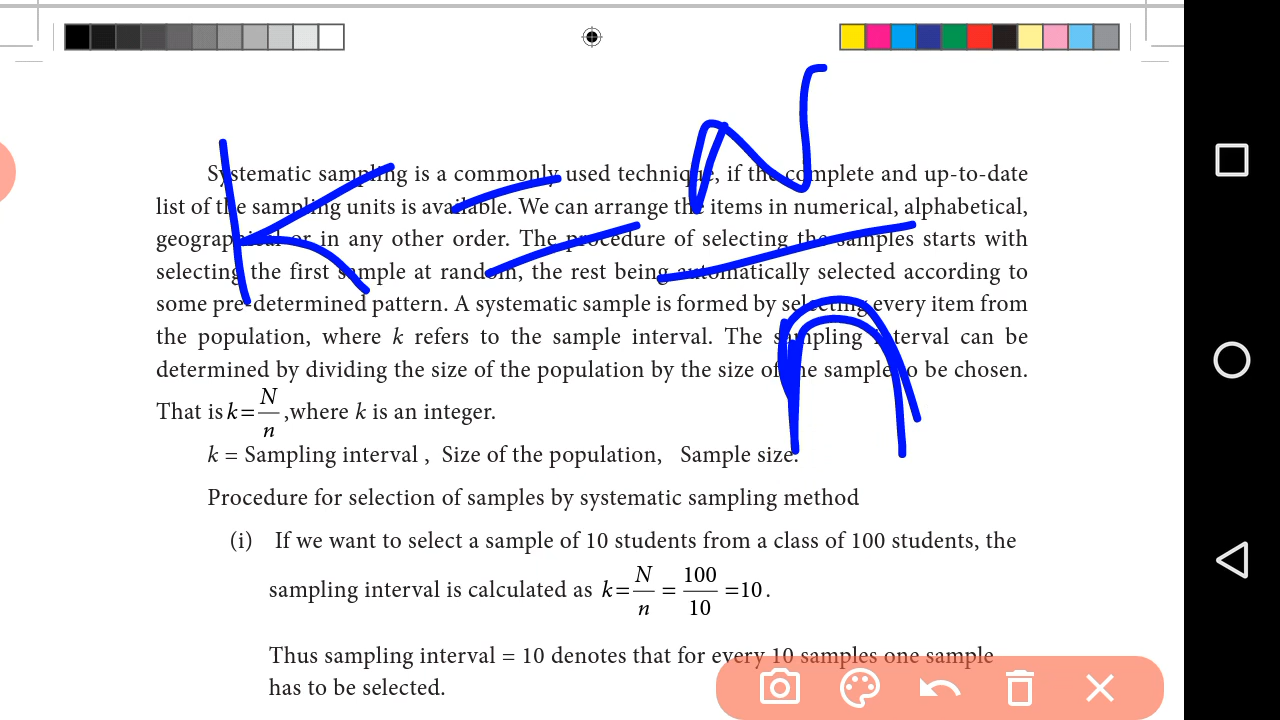 Systematic sampling is a commonly used technique, if the complete and up-to-date
list of the sampling units is available. We can arrange the items in numerical, alphabetical,
geographical or in any other order. The procedure of selecting the samples starts with
selecting the first sample at random, the rest being automatically selected according to
some pre-determined pattern. A systematic sample is formed by selecting every item from
the population, where k refers to the sample interval. The sampling interval can be
determined by dividing the size of the population by the size of the sample to be chosen.
That is k = N/n ,where k is an integer.
k = Sampling interval , Size of the population, Sample size.
Procedure for selection of samples by systematic sampling method
(i) If we want to select a sample of 10 students from a class of 100 students, the
sampling interval is calculated as k = N/n = 100/10 = 10 .
Thus sampling interval = 10 denotes that for every 10 samples one sample
has to be selected.
K = N/n